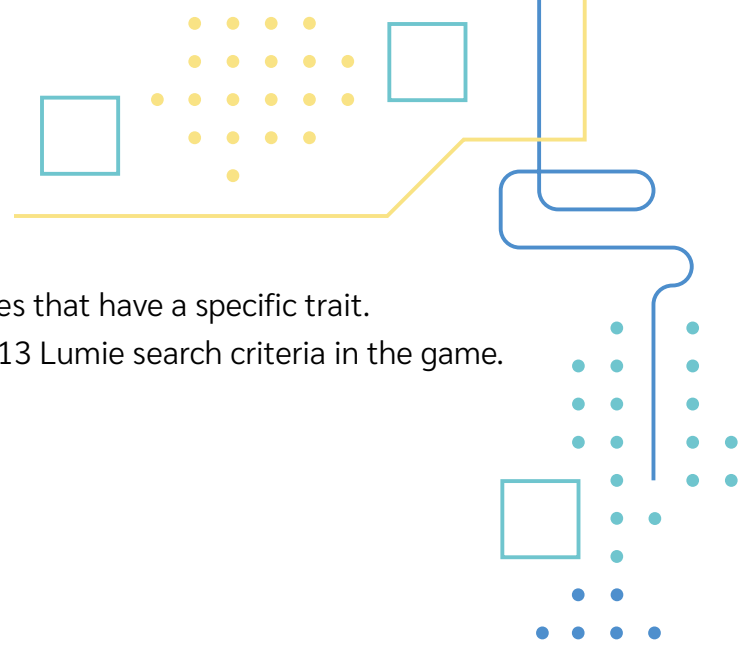 es that have a specific trait.
13 Lumie search criteria in the game.